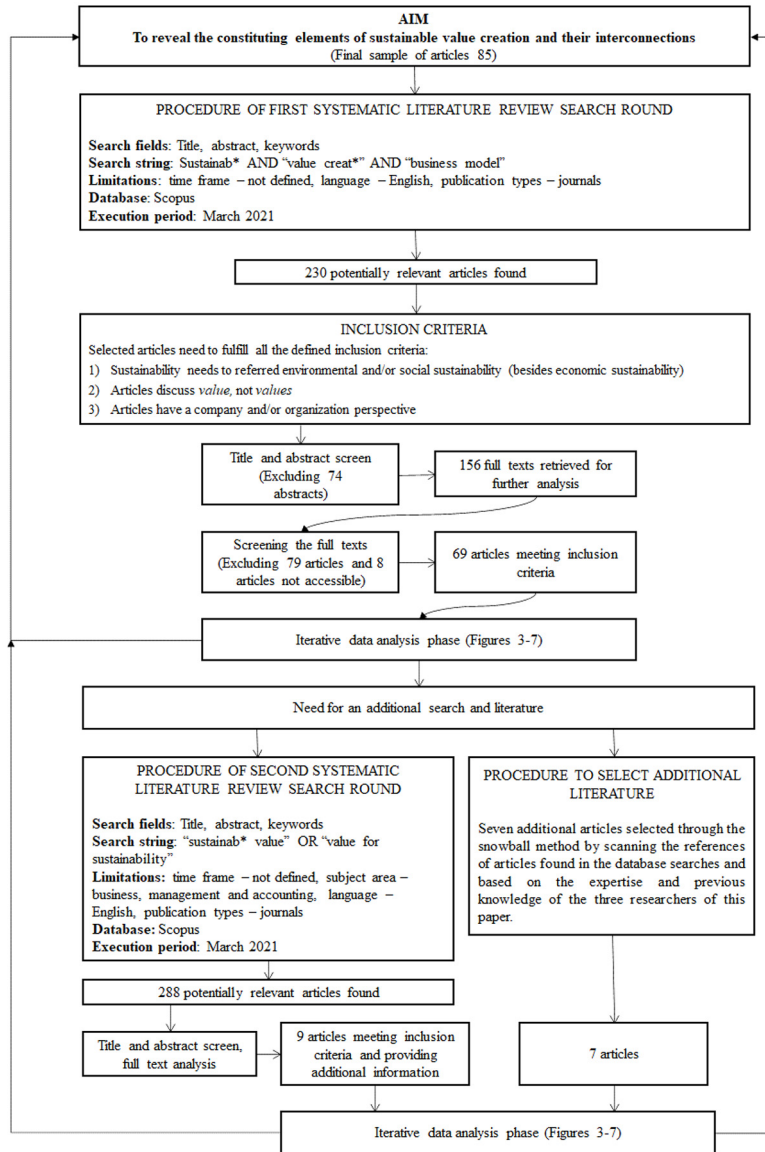 AIM
To reveal the constituting elements of sustainable value creation and their interconnections
(Final sample of articles 85)
PROCEDURE OF FIRST SYSTEMATIC LITERATURE REVIEW SEARCH ROUND
Search fields: Title, abstract, keywords
Search string: Sustainab* AND “value creat*” AND “business model”
Limitations: time frame – not defined, language – English, publication types – journals
Database: Scopus
Execution period: March 2021
230 potentially relevant articles found
INCLUSION CRITERIA
Selected articles need to fulfill all the defined inclusion criteria:
1) Sustainability needs to referred environmental and/or social sustainability (besides economic sustainability)
2) Articles discuss value, not values
3) Articles have a company and/or organization perspective
Title and abstract screen
(Excluding 74
abstracts)
156 full texts retrieved for
further analysis
Screening the full texts
(Excluding 79 articles and 8
articles not accessible)
69 articles meeting inclusion
criteria
Iterative data analysis phase (Figures 3-7)
Need for an additional search and literature
PROCEDURE OF SECOND SYSTEMATIC
LITERATURE REVIEW SEARCH ROUND
Search fields: Title, abstract, keywords
Search string: “sustainab* value” OR “value for
sustainability”
Limitations: time frame – not defined, subject area –
business, management and accounting, language –
English, publication types – journals
Database: Scopus
Execution period: March 2021
PROCEDURE TO SELECT ADDITIONAL
LITERATURE
Seven additional articles selected through the
snowball method by scanning the references
of articles found in the database searches and
based on the expertise and previous
knowledge of the three researchers of this
paper.
288 potentially relevant articles found
Title and abstract screen,
full text analysis
9 articles meeting inclusion
criteria and providing
additional information
7 articles
Iterative data analysis phase (Figures 3-7)